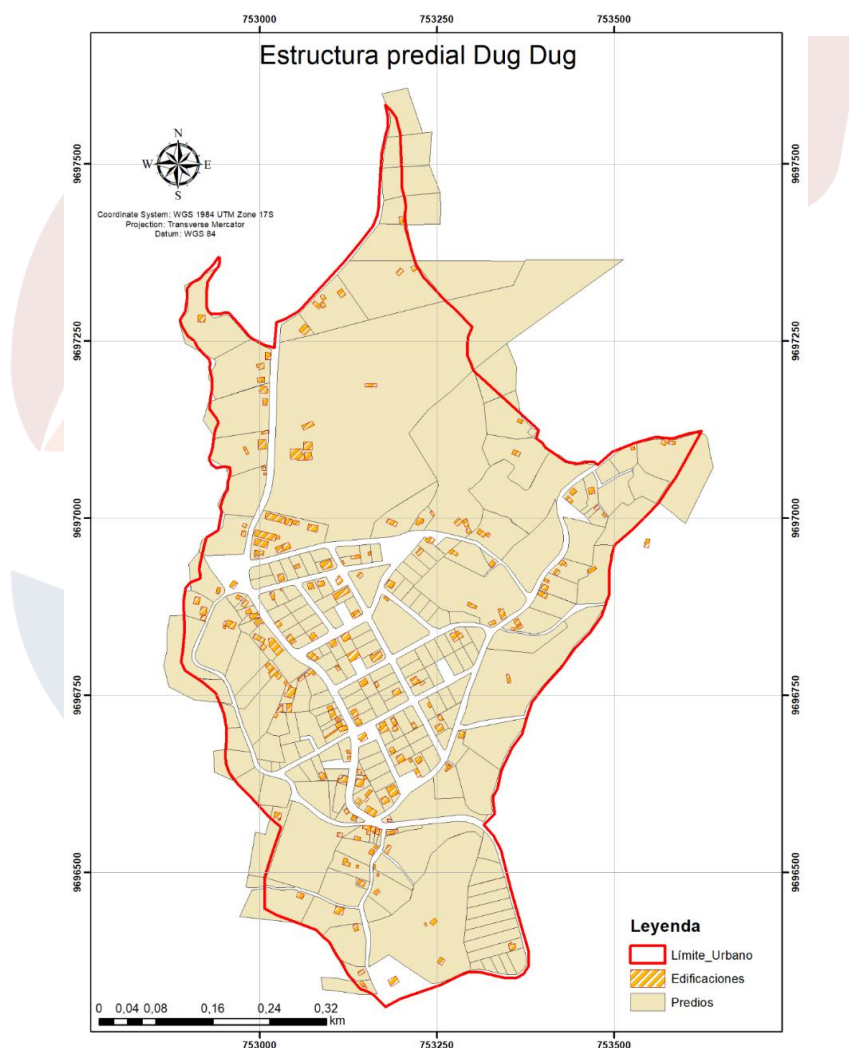 753000 753250 753500
Estructura predial Dug Dug
N
W E
S
Coordinate System: WGS 1984 UTM Zone 17S
Projection: Transverse Mercator
Datum: WGS 84
9697500 9697500
9697250 9697250
9697000 9697000
9696750 9696750
9696500 9696500
Leyenda
Límite_Urbano
Edificaciones
Predios
0 0,04 0,08 0,16 0,24 0,32
km
753000 753250 753500